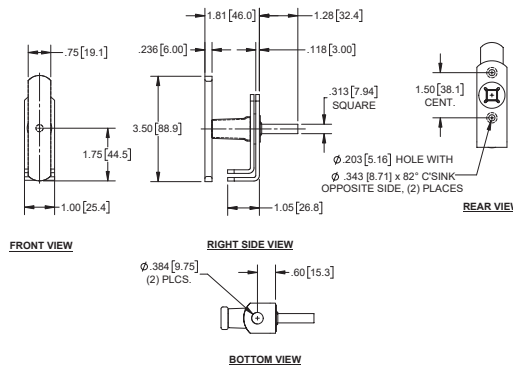 1.81[46.0]
1.28[32.4]
.75[19.1]
.236[6.00]
.118[3.00]
.313[7.94]
SQUARE
1.50[38.1]
CENT.
3.50[88.9]
1.75[44.5]
Ø.203[5.16] HOLE WITH
Ø .343 [8.71] x 82° C'SINK
OPPOSITE SIDE, (2) PLACES
1.00[25.4]
1.05[26.8]
REAR VIEW
FRONT VIEW
RIGHT SIDE VIEW
Ø.384[9.75]
(2) PLCS.
.60[15.3]
BOTTOM VIEW